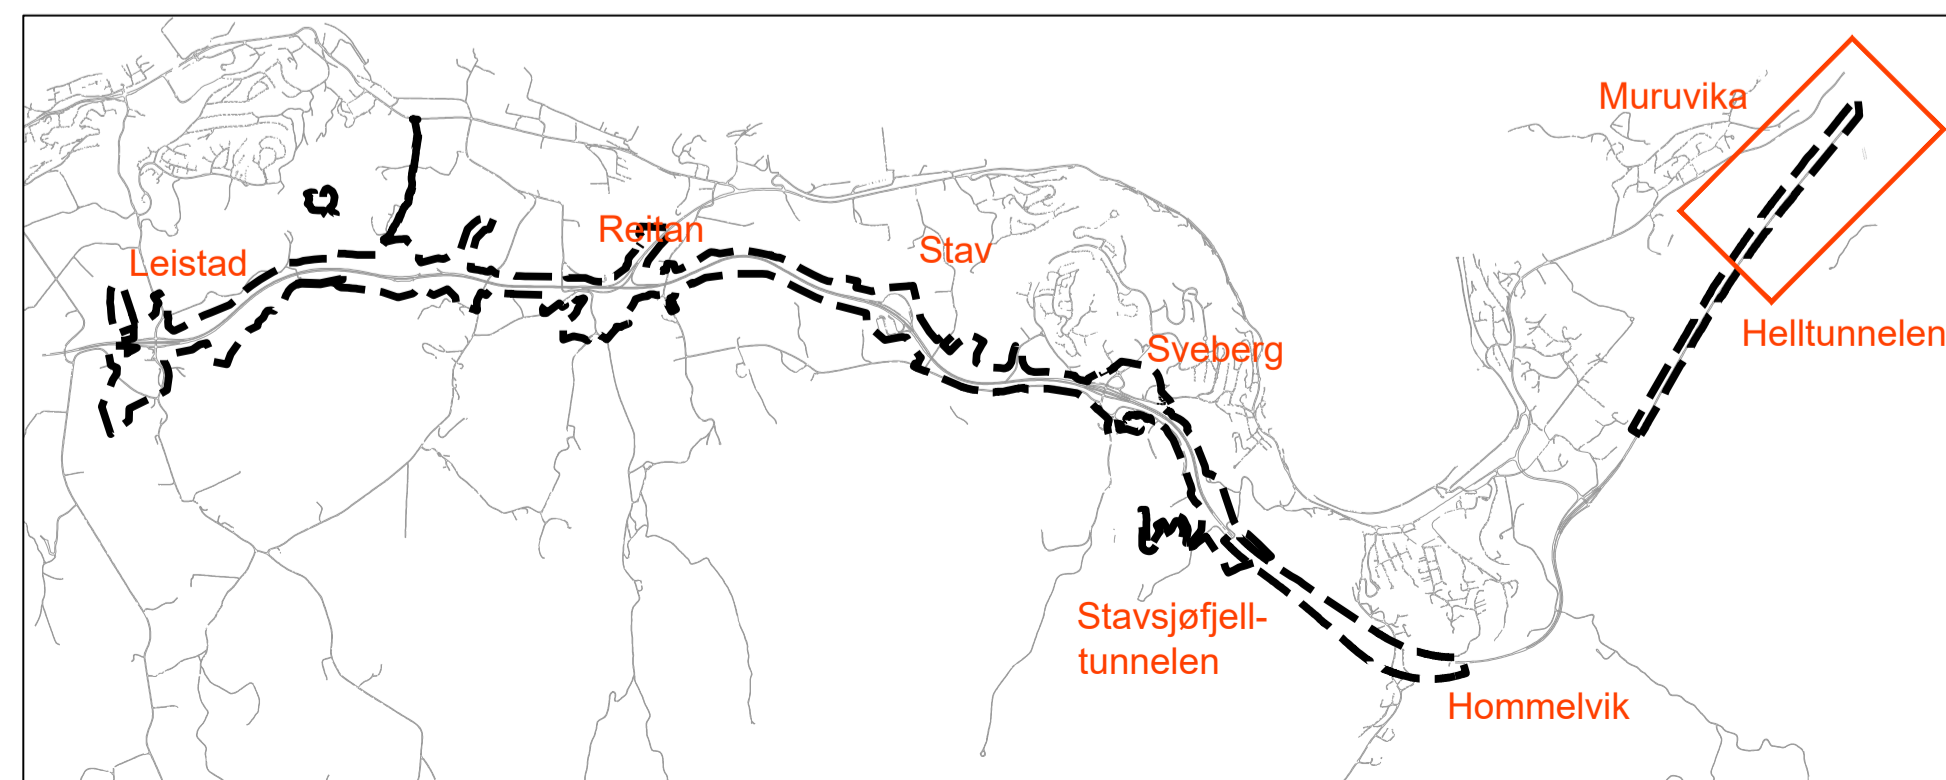 Muruvika
Reitan
Stav
Leistad
Helltunnelen
Sveberg
Stavsjøfjell-
tunnelen
Hommelvik